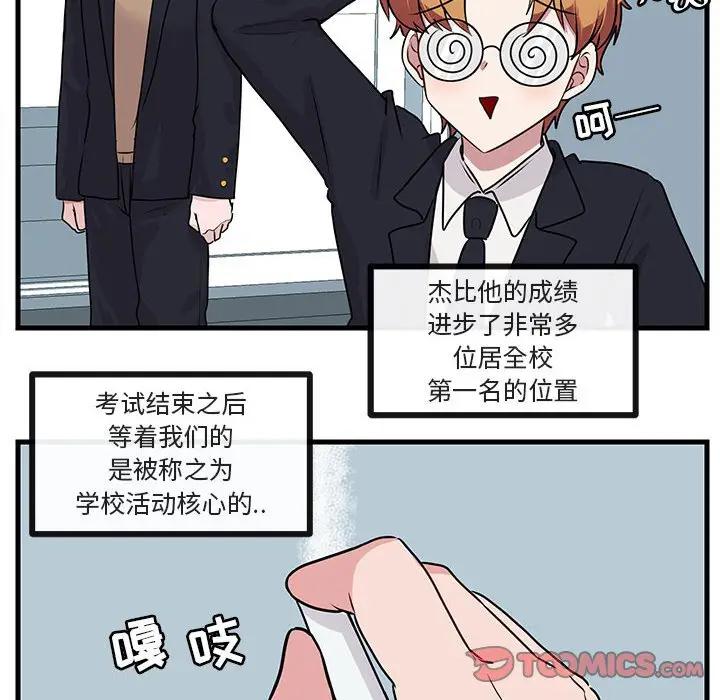 呵一
杰比他的成绩
进步了非常多
位居全校
第一名的位置
考试结束之后
等着我们的
是被称之为
学校活动核心的..
嘎吱
TOOMICS.COM